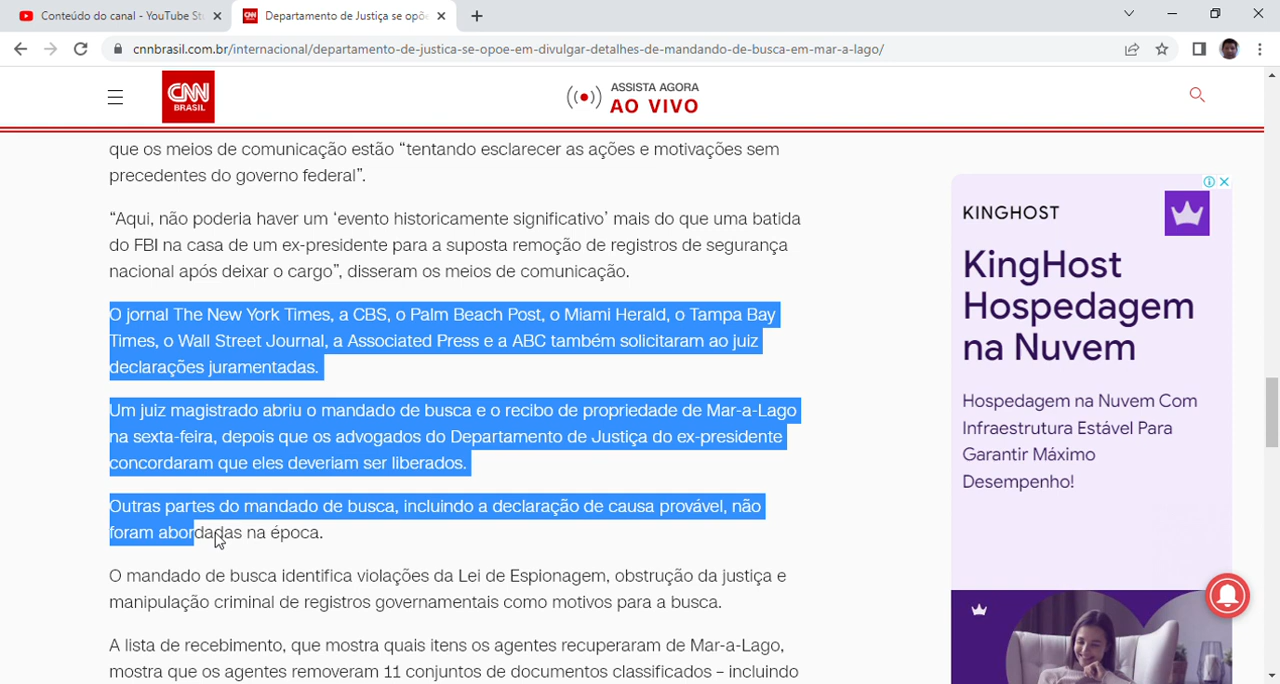 Conteúdo do canal - YouTube St
Departamento de Justiça se opõe
cnnbrasil.com.br/internacional/departamento-de-justica-se-opoe-em-divulgar-detalhes-de-mandando-de-busca-em-mar-a-lago/
CNN
BRASIL
ASSISTA AGORA
AO VIVO
que os meios de comunicação estão “tentando esclarecer as ações e motivações sem
precedentes do governo federal”.
“Aqui, não poderia haver um ‘evento historicamente significativo’ mais do que uma batida
do FBI na casa de um ex-presidente para a suposta remoção de registros de segurança
nacional após deixar o cargo”, disseram os meios de comunicação.
O jornal The New York Times, a CBS, o Palm Beach Post, o Miami Herald, o Tampa Bay
Times, o Wall Street Journal, a Associated Press e a ABC também solicitaram ao juiz
declarações juramentadas.
Um juiz magistrado abriu o mandado de busca e o recibo de propriedade de Mar-a-Lago
na sexta-feira, depois que os advogados do Departamento de Justiça do ex-presidente
concordaram que eles deveriam ser liberados.
Outras partes do mandado de busca, incluindo a declaração de causa provável, não
foram abordadas na época.
O mandado de busca identifica violações da Lei de Espionagem, obstrução da justiça e
manipulação criminal de registros governamentais como motivos para a busca.
A lista de recebimento, que mostra quais itens os agentes recuperaram de Mar-a-Lago,
mostra que os agentes removeram 11 conjuntos de documentos classificados – incluindo
KINGHOST
KingHost
Hospedagem
na Nuvem
Hospedagem na Nuvem Com
Infraestrutura Estável Para
Garantir Máximo
Desempenho!